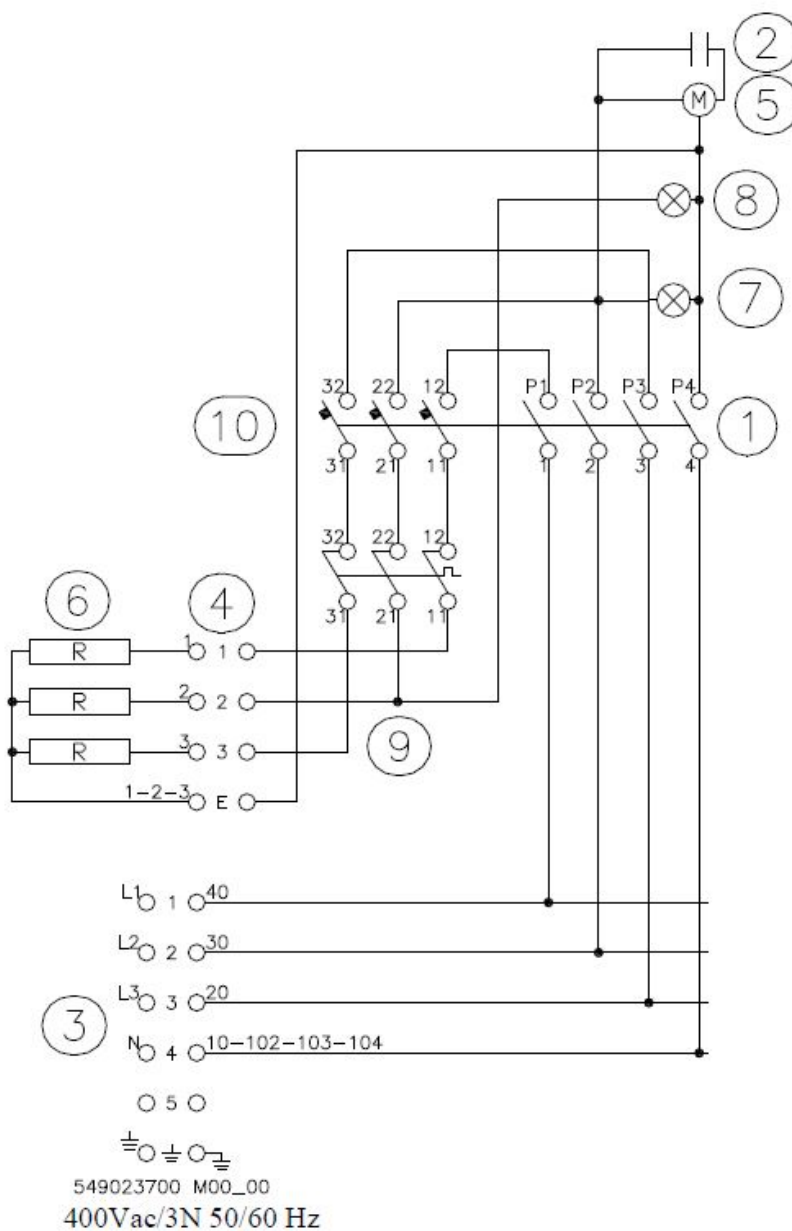 2
M 5
8
7
32 22 12 P1 P2 P3 P4
10 1
31 21 11 1 2 3 4
32 22 12
6 4 31 21 11
R 1 1
R 2 2
9
R 3 3
1-2-3 E
L1 1 40
L2 2 30
L3 3 20
3
N 4 10-102-103-104
5
549023700 M00_00
400Vac/3N 50/60 Hz